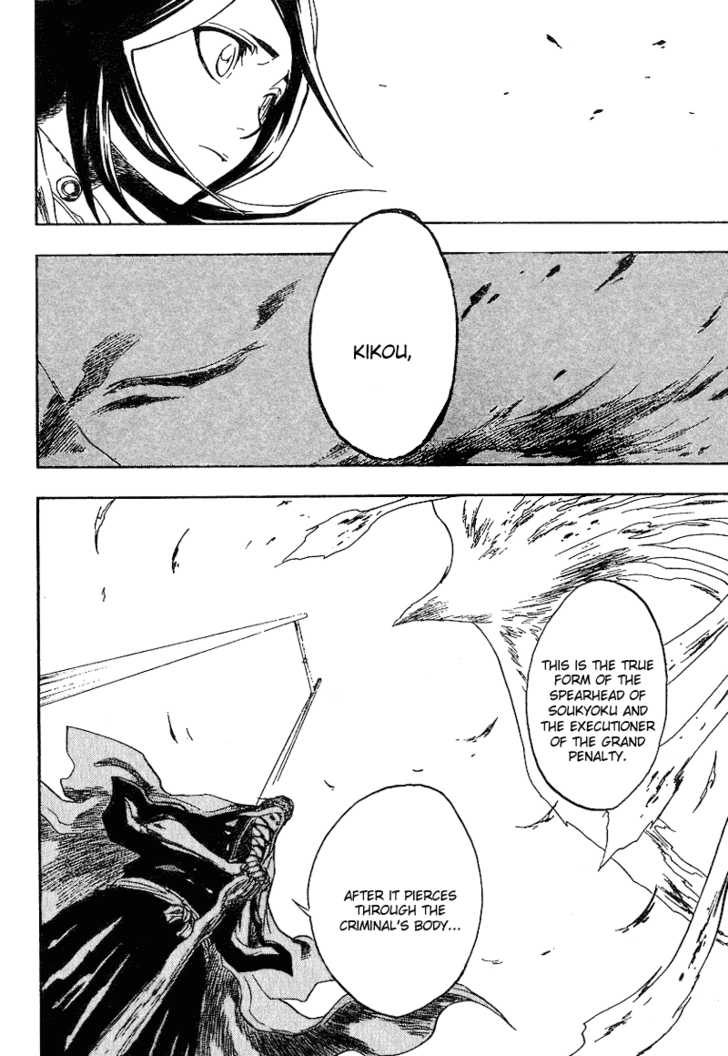 KIKOU,
THIS IS THE TRUE
FORM OF THE
SPEARHEAD OF
SOUKYOKU AND
THE EXECUTIONER
OF THE GRAND
PENALTY.
AFTER IT PIERCES
THROUGH THE
CRIMINAL'S BODY...